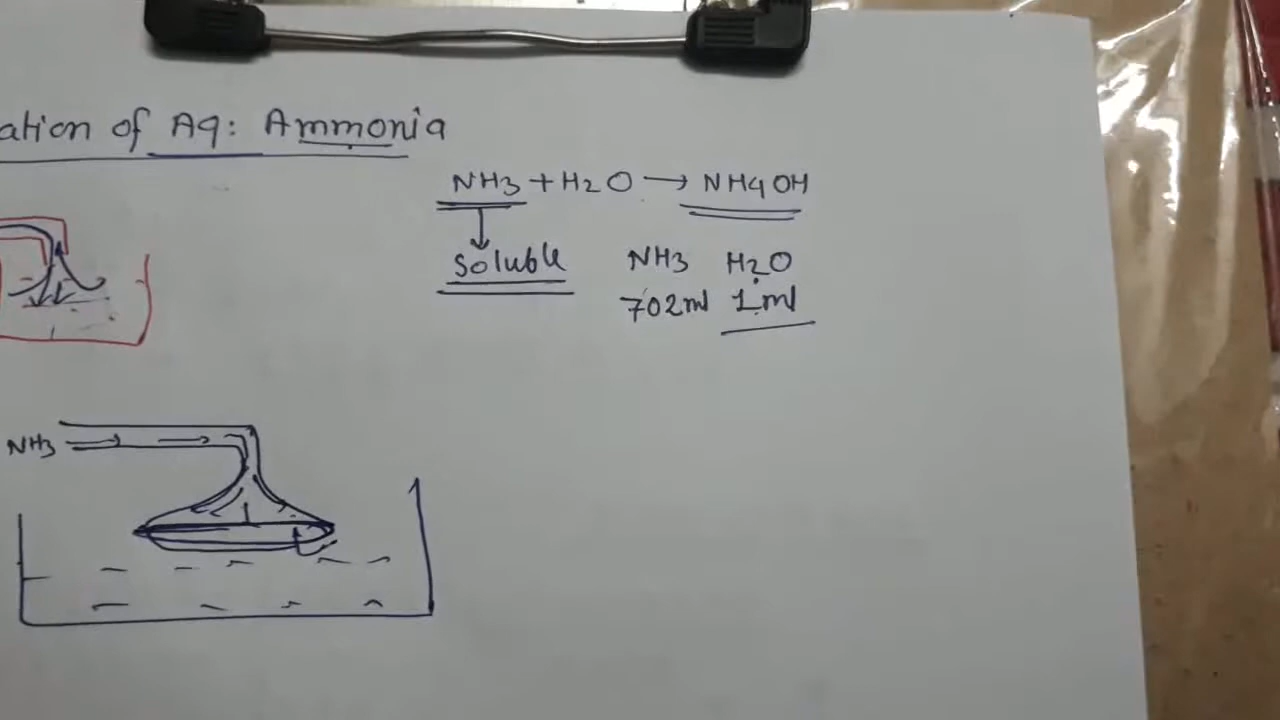 ation of Aq: Ammonia
NH3 + H2O → NH4OH
Soluble
NH3 H2O
702ml 1ml
NH3